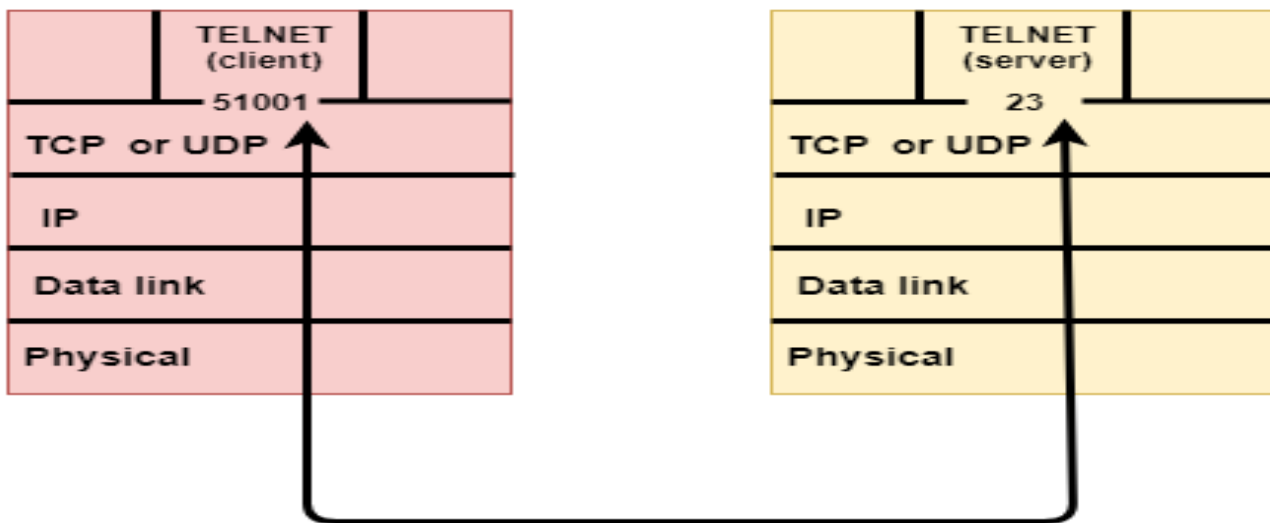 TELNET
(client)
51001
TCP or UDP
IP
Data link
Physical
TELNET
(server)
23
TCP or UDP
IP
Data link
Physical